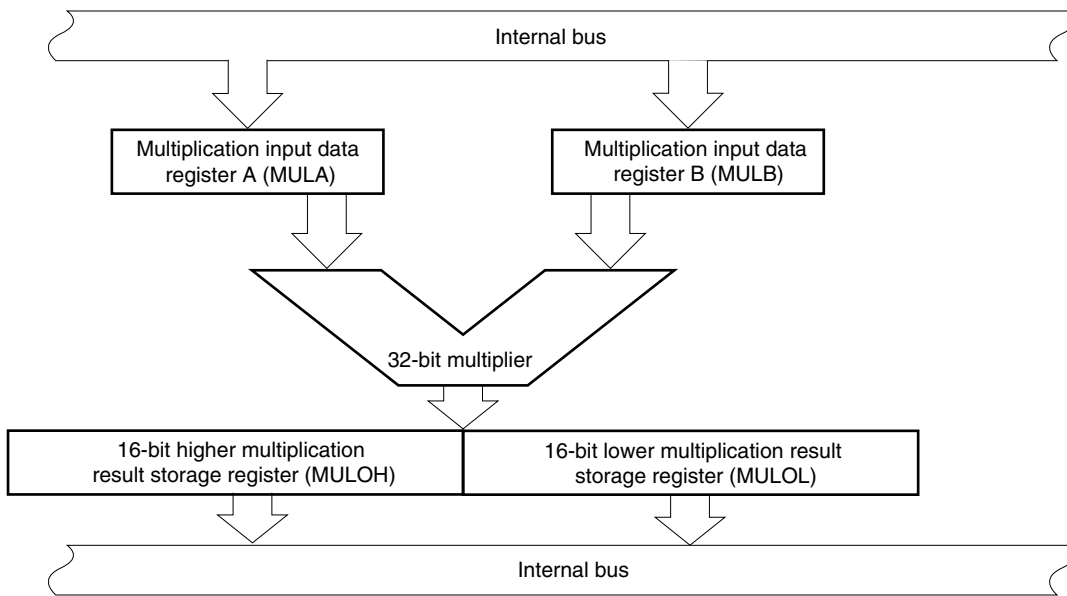 Internal bus
Multiplication input data
register A (MULA)
Multiplication input data
register B (MULB)
32-bit multiplier
16-bit higher multiplication
result storage register (MULOH)
16-bit lower multiplication result
storage register (MULOL)
Internal bus